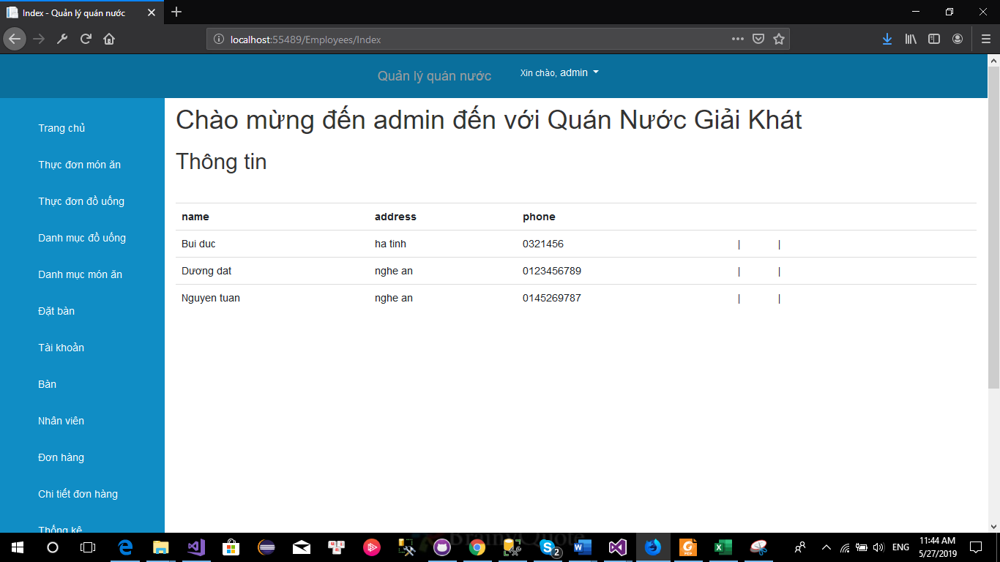 Index - Quản lý quán nước
localhost:55489/Employees/Index
Quản lý quán nước
Xin chào, admin
Trang chủ
Thực đơn món ăn
Thực đơn đồ uống
Danh mục đồ uống
Danh mục món ăn
Đặt bàn
Tài khoản
Bàn
Nhân viên
Đơn hàng
Chi tiết đơn hàng
Thống kê
Chào mừng đến admin đến với Quán Nước Giải Khát
Thông tin
name address phone
Bui duc ha tinh 0321456 | |
Dương dat nghe an 0123456789 | |
Nguyen tuan nghe an 0145269787 | |
2
ENG
11:44 AM
5/27/2019